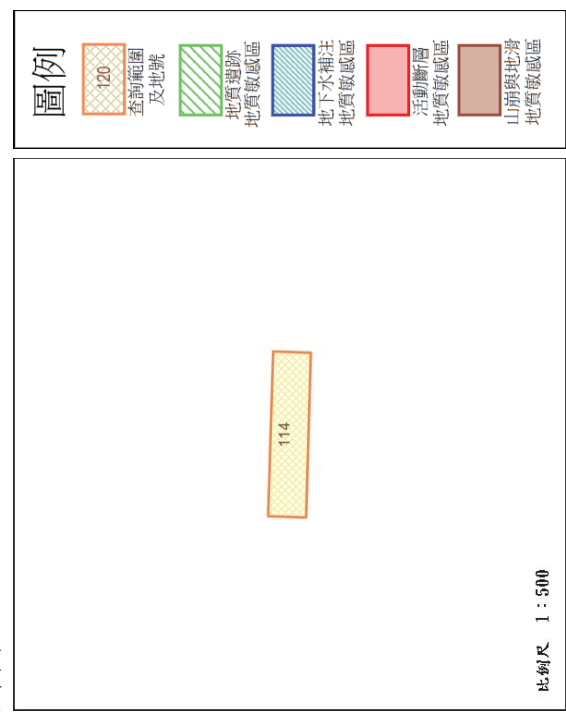 圖例
120
查詢範圍
及地號
地質遺跡
地質敏感區
地下水補注
地質敏感區
活動斷層
地質敏感區
山崩與地滑
地質敏感區
114
比例尺 1：500